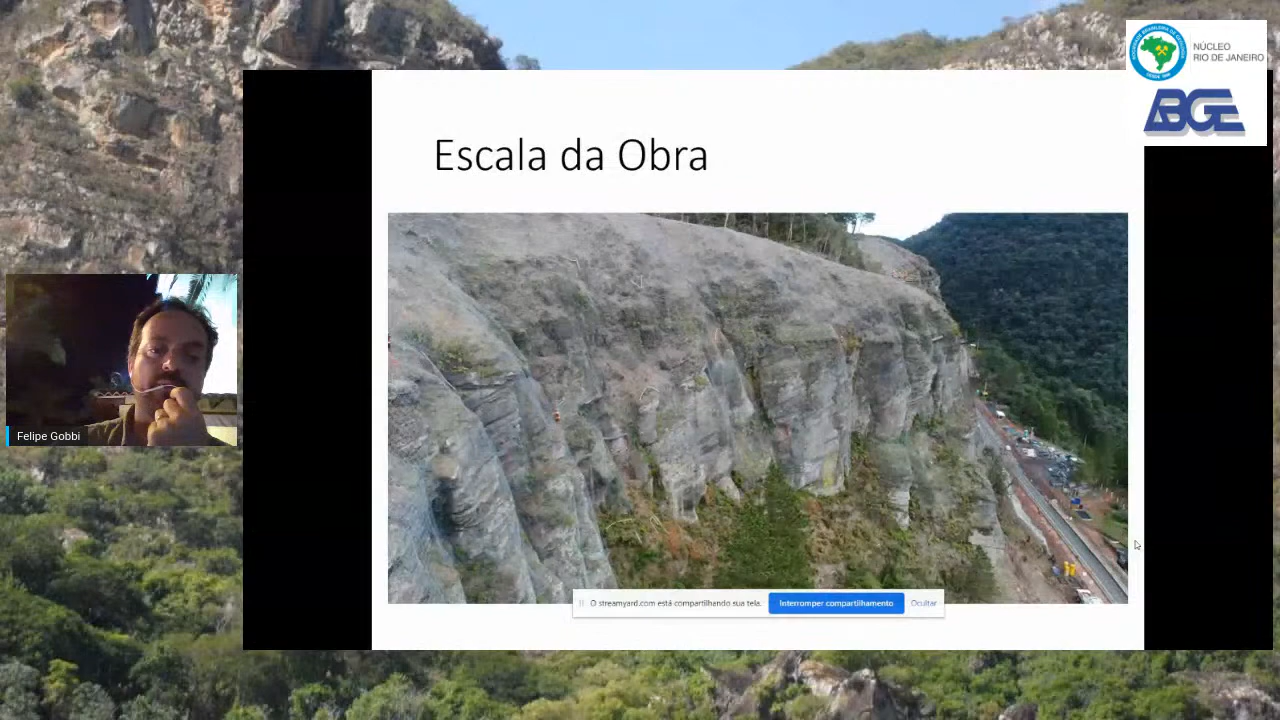 NÚCLEO
RIO DE JANEIRO
ABGE
Escala da Obra
Felipe Gobbi
O streamyard.com está compartilhando sua tela.
Interromper compartilhamento
Ocultar